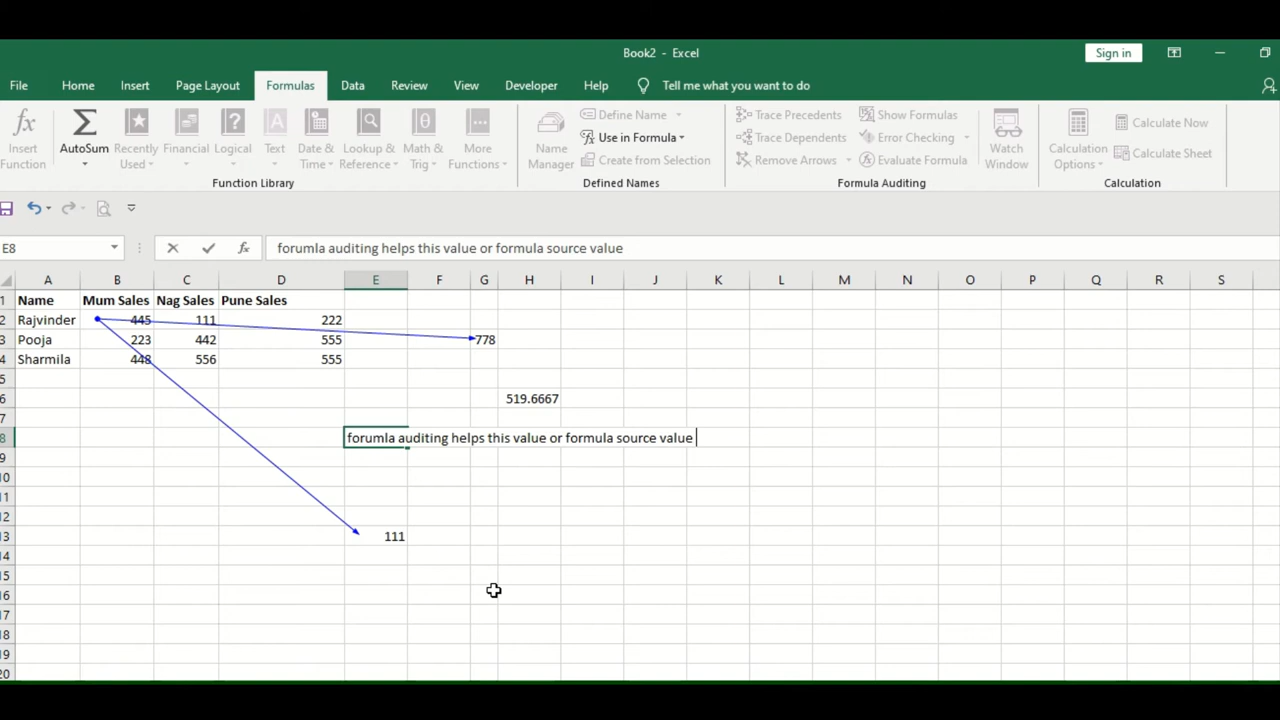 Book2 - Excel
Sign in
File Home Insert Page Layout Formulas Data Review View Developer Help Tell me what you want to do
fx Σ ? A θ
Insert Function
AutoSum
Recently Used
Financial
Logical
Text
Date & Time
Lookup & Reference
Math & Trig
More Functions
Function Library
Name Manager
Define Name
Use in Formula
Create from Selection
Defined Names
Trace Precedents
Trace Dependents
Remove Arrows
Show Formulas
Error Checking
Evaluate Formula
Watch Window
Formula Auditing
Calculation Options
Calculate Now
Calculate Sheet
Calculation
E8 fx forumla auditing helps this value or formula source value
A B C D E F G H I J K L M N O P Q R S
1 Name Mum Sales Nag Sales Pune Sales
2 Rajvinder 445 111 222
3 Pooja 223 442 555 778
4 Sharmila 448 556 555
5
6 519.6667
7
8 forumla auditing helps this value or formula source value
9
10
11
12
13 111
14
15
16
17
18
19
20